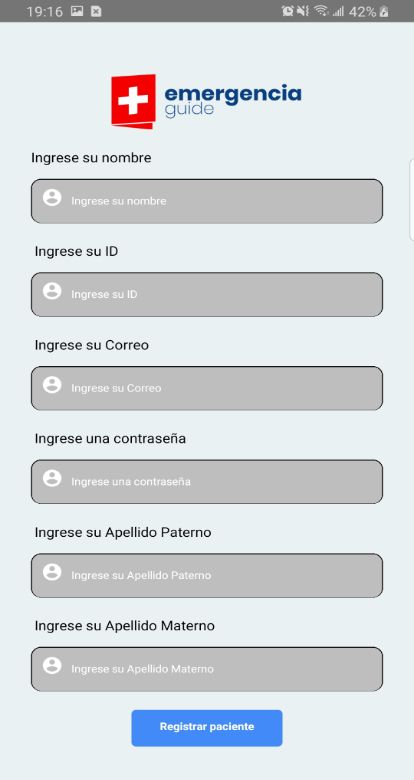 19:16 42%
emergencia
guide
Ingrese su nombre
Ingrese su nombre
Ingrese su ID
Ingrese su ID
Ingrese su Correo
Ingrese su Correo
Ingrese una contraseña
Ingrese una contraseña
Ingrese su Apellido Paterno
Ingrese su Apellido Paterno
Ingrese su Apellido Materno
Ingrese su Apellido Materno
Registrar paciente